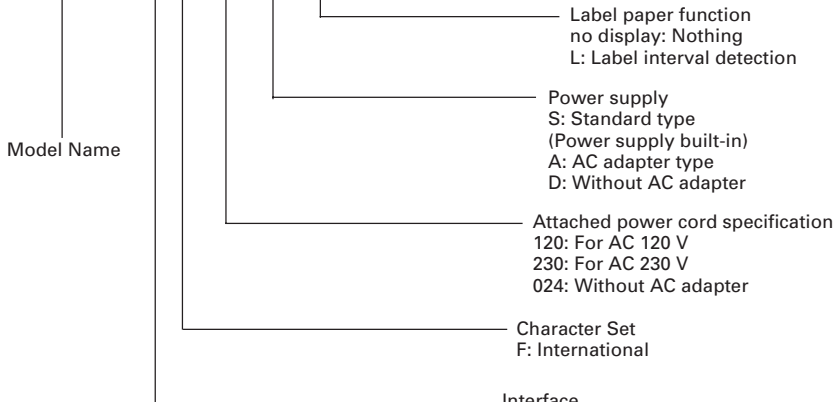 Label paper function
no display: Nothing
L: Label interval detection
Power supply
S: Standard type
(Power supply built-in)
A: AC adapter type
D: Without AC adapter
Model Name
Attached power cord specification
120: For AC 120 V
230: For AC 230 V
024: Without AC adapter
Character Set
F: International
Interface